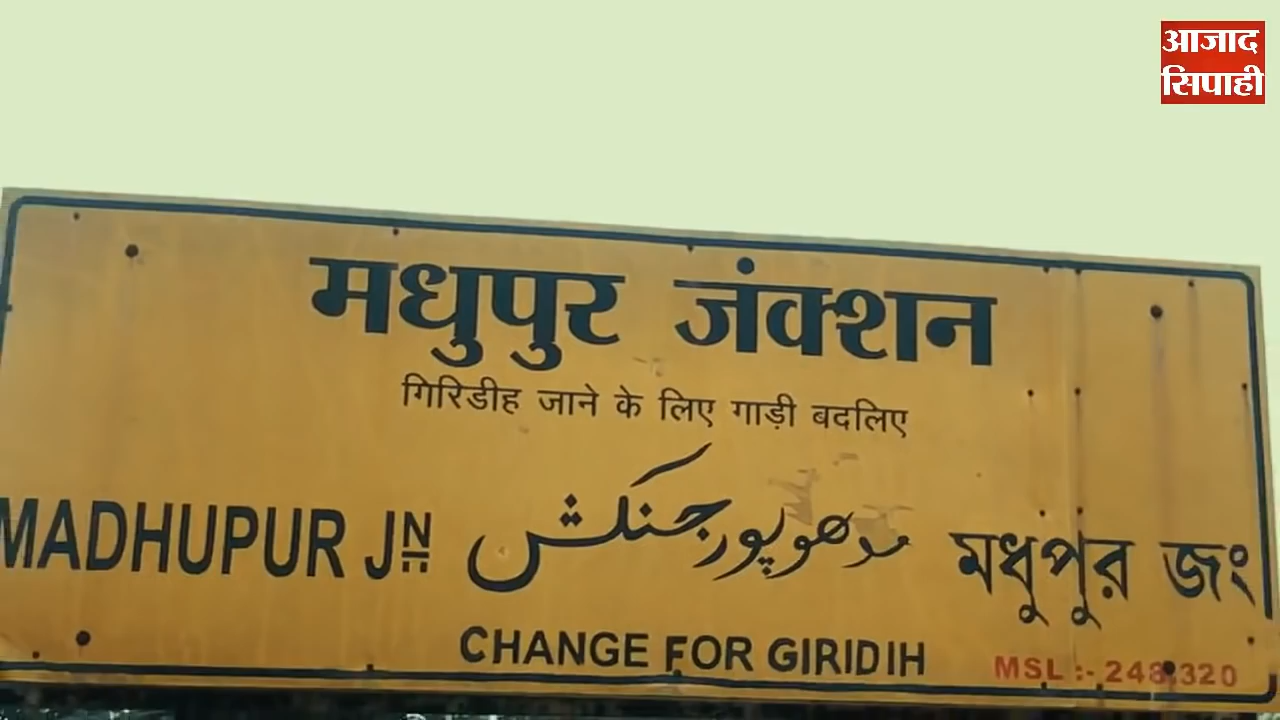 आजाद
सिपाही
मधुपुर जंक्शन
गिरिडीह जाने के लिए गाड़ी बदलिए
MADHUPUR JN مدھوپور جنکشن মধুপুর জং
CHANGE FOR GIRIDIH
MSL :- 248.320